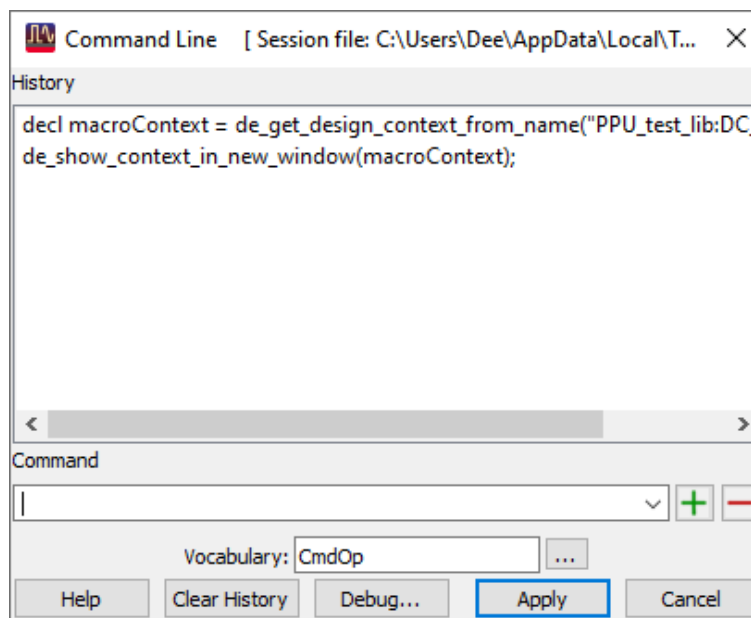 Command Line [ Session file: C:\Users\Dee\AppData\Local\T...
History
decl macroContext = de_get_design_context_from_name("PPU_test_lib:DC_
de_show_context_in_new_window(macroContext);
Command
Vocabulary: CmdOp ...
Help Clear History Debug... Apply Cancel